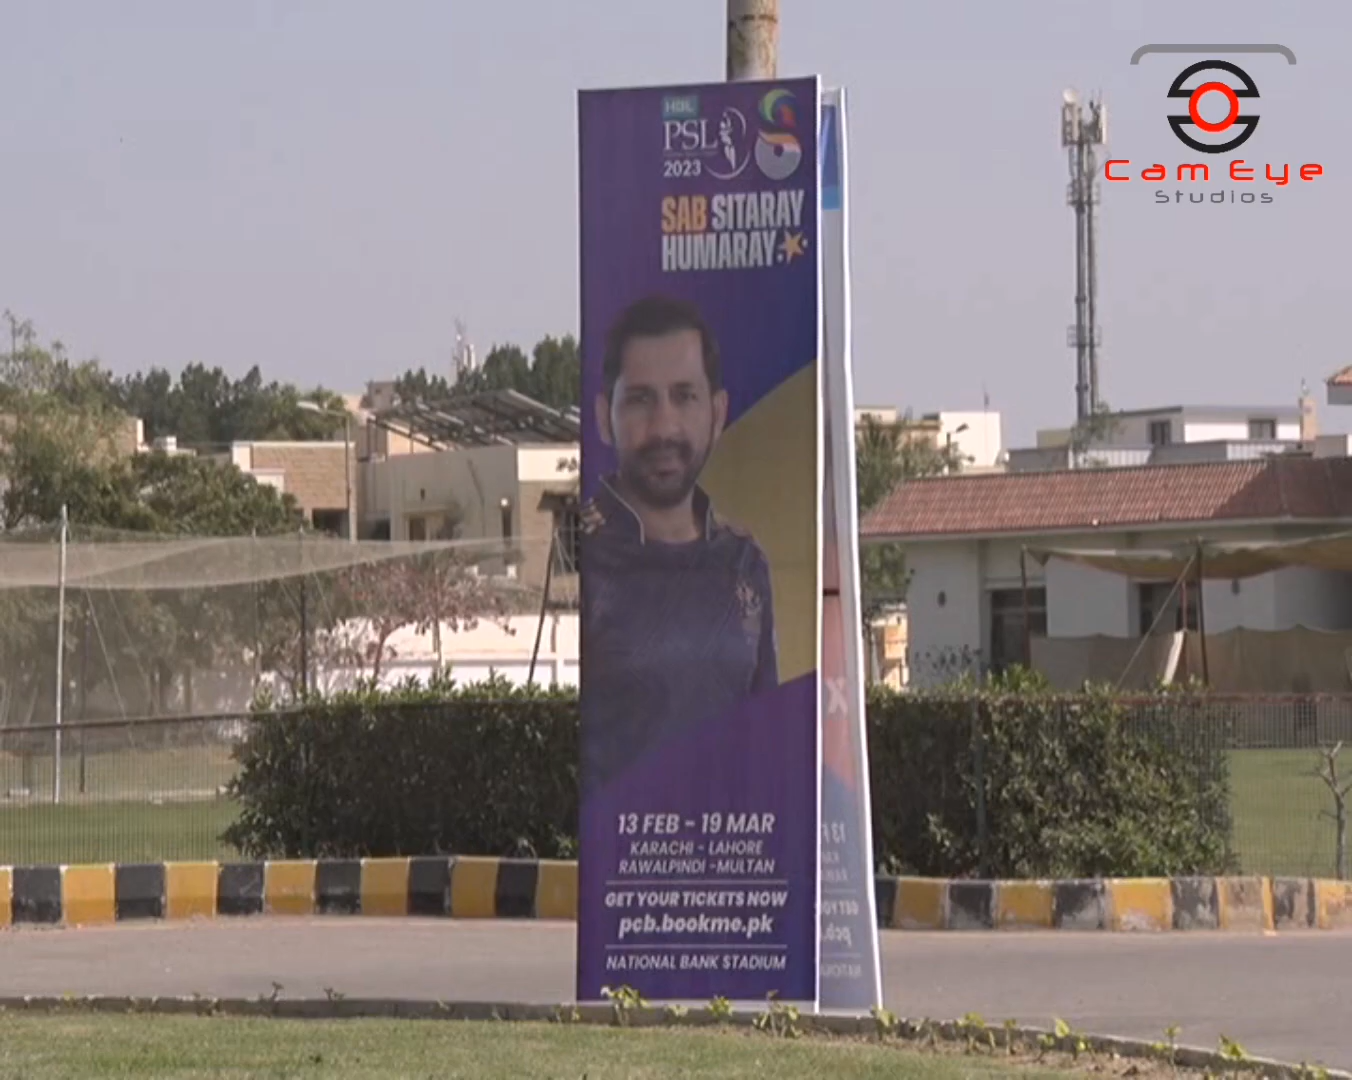 HBL
PSL
2023
SAB SITARAY
HUMARAY
13 FEB - 19 MAR
KARACHI - LAHORE
RAWALPINDI -MULTAN
GET YOUR TICKETS NOW
pcb.bookme.pk
NATIONAL BANK STADIUM
Cam Eye
Studios